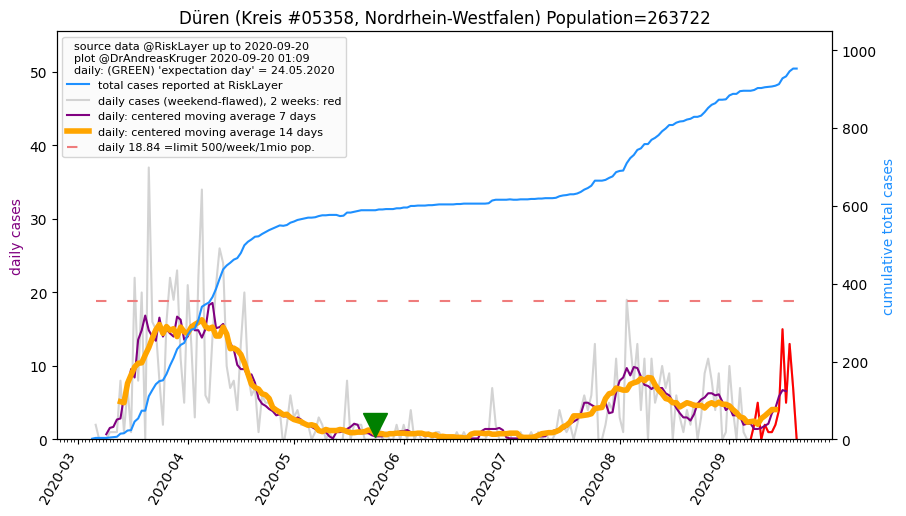 Düren (Kreis #05358, Nordrhein-Westfalen) Population=263722
source data @RiskLayer up to 2020-09-20
plot @DrAndreasKruger 2020-09-20 01:09
daily: (GREEN) 'expectation day' = 24.05.2020
total cases reported at RiskLayer
daily cases (weekend-flawed), 2 weeks: red
daily: centered moving average 7 days
daily: centered moving average 14 days
daily 18.84 =limit 500/week/1mio pop.
daily cases
50
40
30
20
10
0
cumulative total cases
1000
800
600
400
200
0
2020-03
2020-04
2020-05
2020-06
2020-07
2020-08
2020-09